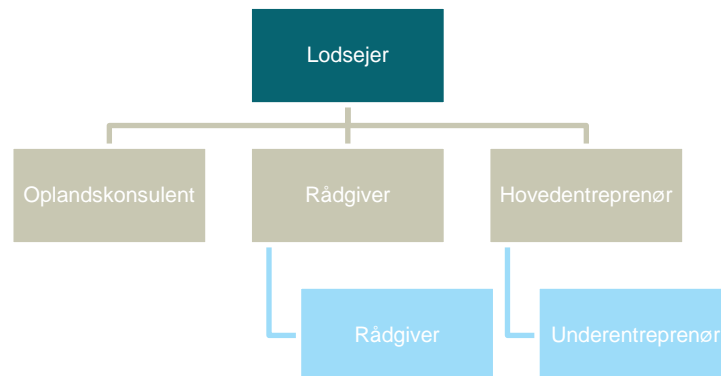 Lodsejer
Oplandskonsulent
Rådgiver
Hovedentreprenør
Rådgiver
Underentreprenør